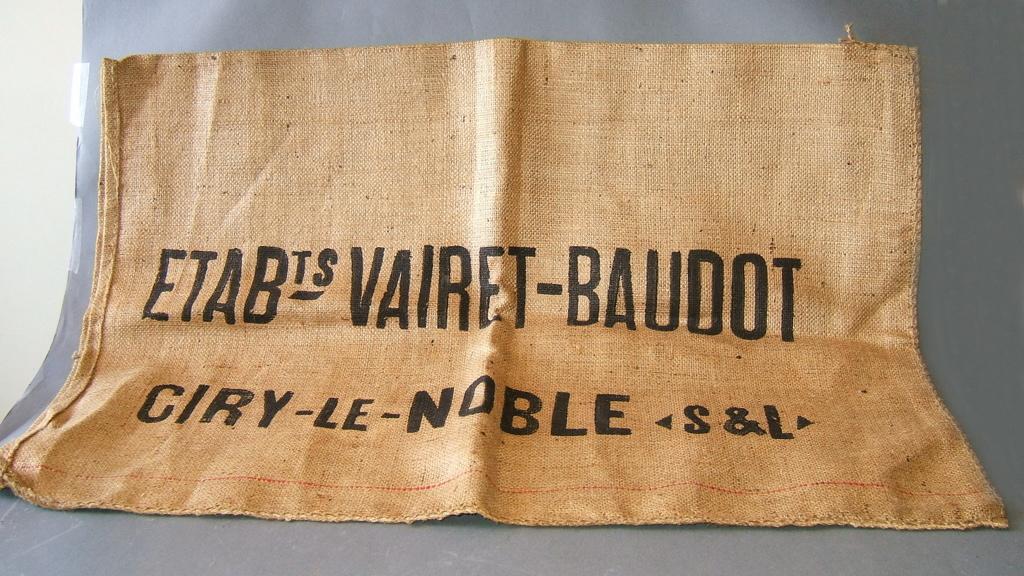 ETABTS VAIRET-BAUDOT
CIRY-LE-NOBLE ◂S&L▸